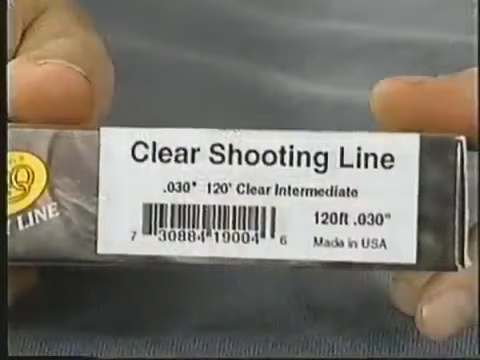 Clear Shooting Line
.030" 120' Clear Intermediate
120ft .030"
7 30884 19004 6
Made in USA
LINE